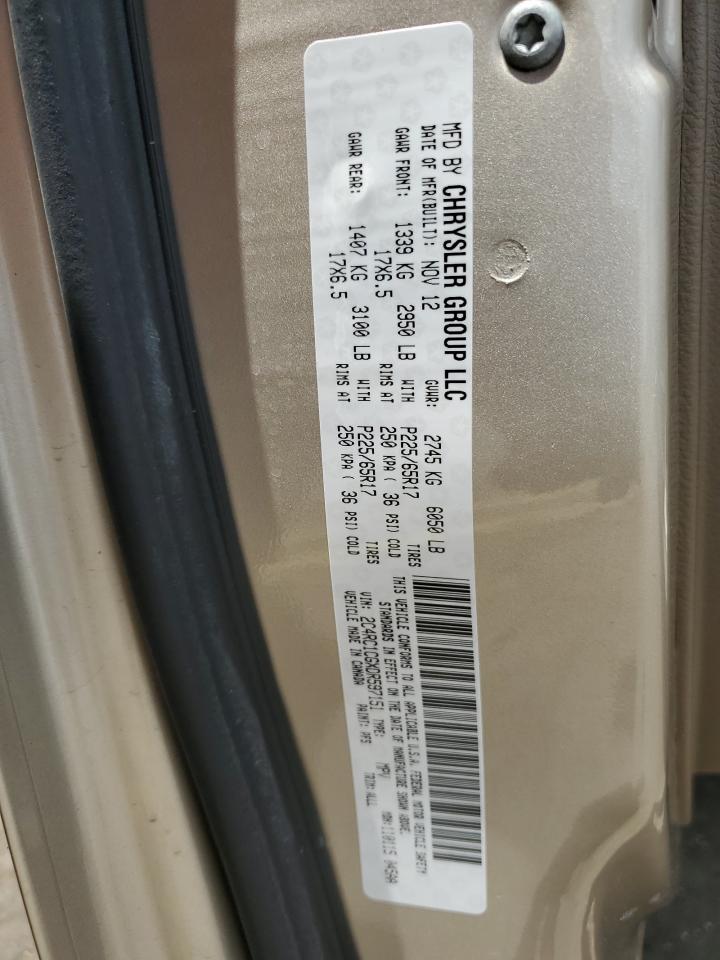 MFD BY CHRYSLER GROUP LLC
DATE OF MFR(BUILT): NOV 12 GVWR: 2745 KG 6050 LB
GAWR FRONT: 1339 KG 2950 LB WITH P225/65R17 TIRES
17X6.5 RIMS AT 250 KPA ( 36 PSI) COLD
GAWR REAR: 1407 KG 3100 LB WITH P225/65R17 TIRES
17X6.5 RIMS AT 250 KPA ( 36 PSI) COLD
THIS VEHICLE CONFORMS TO ALL APPLICABLE U.S.A. FEDERAL MOTOR VEHICLE SAFETY
STANDARDS IN EFFECT ON THE DATE OF MANUFACTURE SHOWN ABOVE.
VIN: 2C4RC1CGXDR597151 TYPE: MPV MDH:110115
VEHICLE MADE IN CANADA PAINT: PFS TRIM: